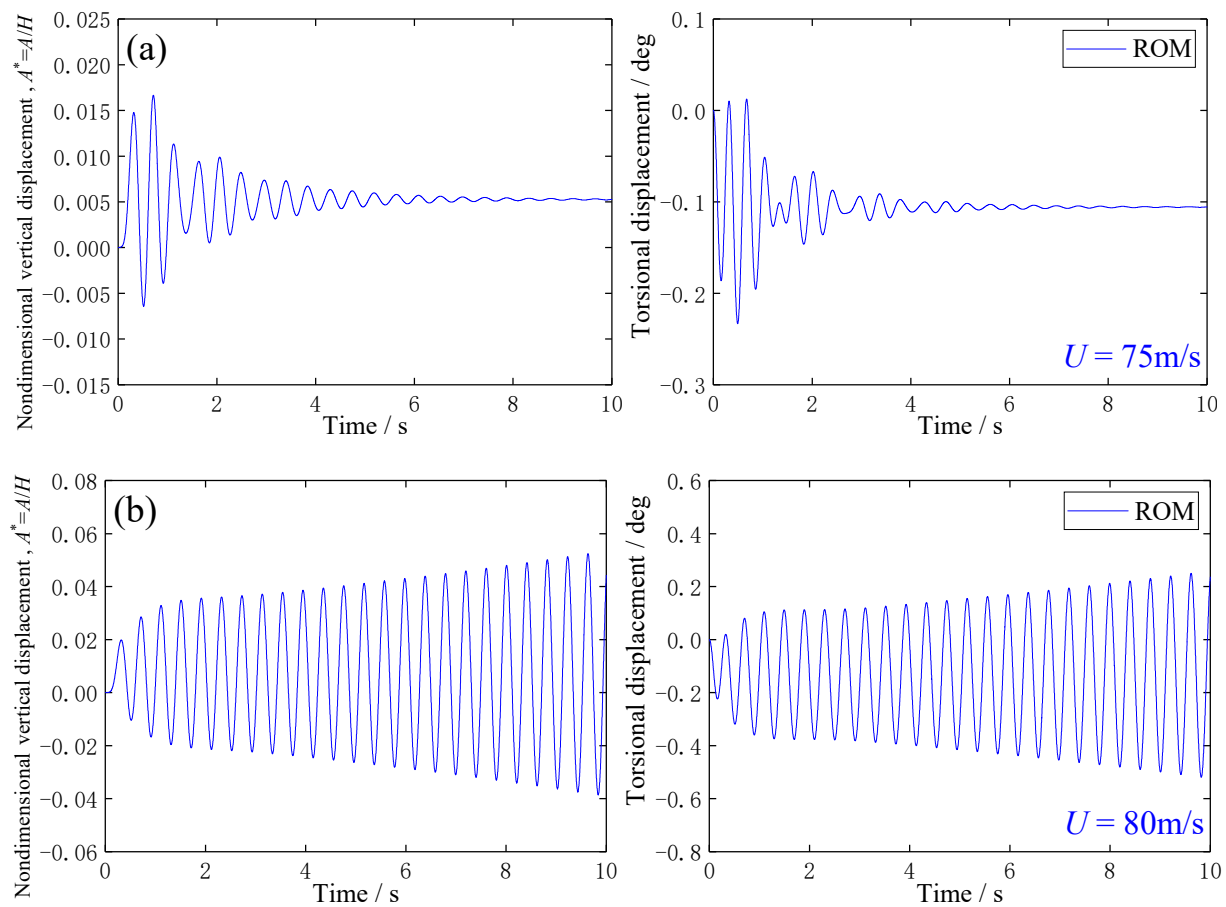 Nondimensional vertical displacement , A*=A/H
0.025
0.020
0.015
0.010
0.005
0.000
−0.005
−0.010
−0.015
(a)
0 2 4 6 8 10
Time / s
Torsional displacement / deg
0.1
0.0
−0.1
−0.2
−0.3
ROM
U = 75m/s
0 2 4 6 8 10
Time / s
Nondimensional vertical displacement , A*=A/H
0.08
0.06
0.04
0.02
0.00
−0.02
−0.04
−0.06
(b)
0 2 4 6 8 10
Time / s
Torsional displacement / deg
0.6
0.4
0.2
0.0
−0.2
−0.4
−0.6
−0.8
ROM
U = 80m/s
0 2 4 6 8 10
Time / s